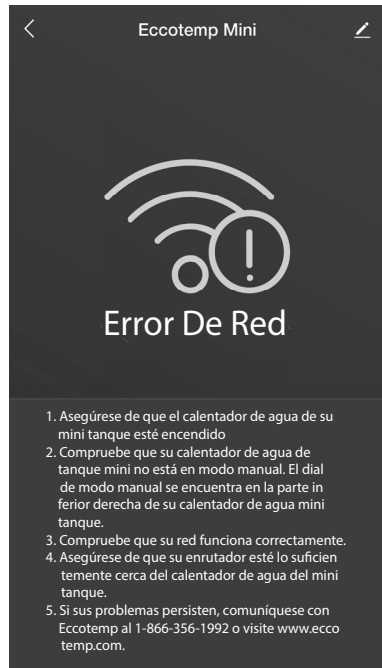 Eccotemp Mini
Error De Red
1. Asegúrese de que el calentador de agua de su
mini tanque esté encendido
2. Compruebe que su calentador de agua de
tanque mini no está en modo manual. El dial
de modo manual se encuentra en la parte in
ferior derecha de su calentador de agua mini
tanque.
3. Compruebe que su red funciona correctamente.
4. Asegúrese de que su enrutador esté lo suficien
temente cerca del calentador de agua del mini
tanque.
5. Si sus problemas persisten, comuníquese con
Eccotemp al 1-866-356-1992 o visite www.ecco
temp.com.